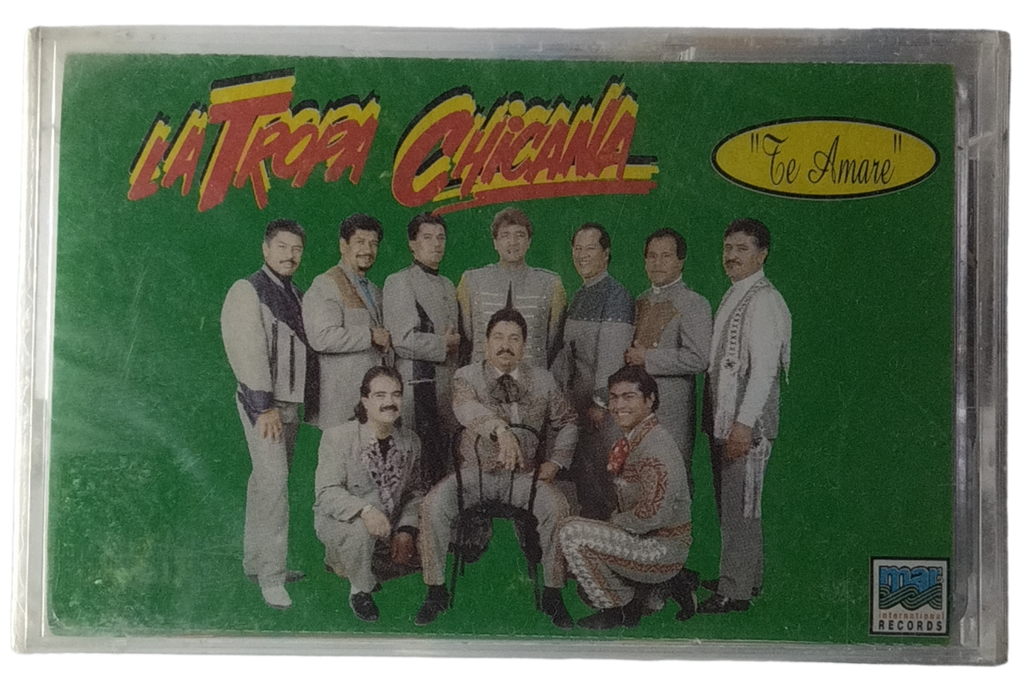 LA TROPA CHICANA
"Te Amare"
mar
international
RECORDS